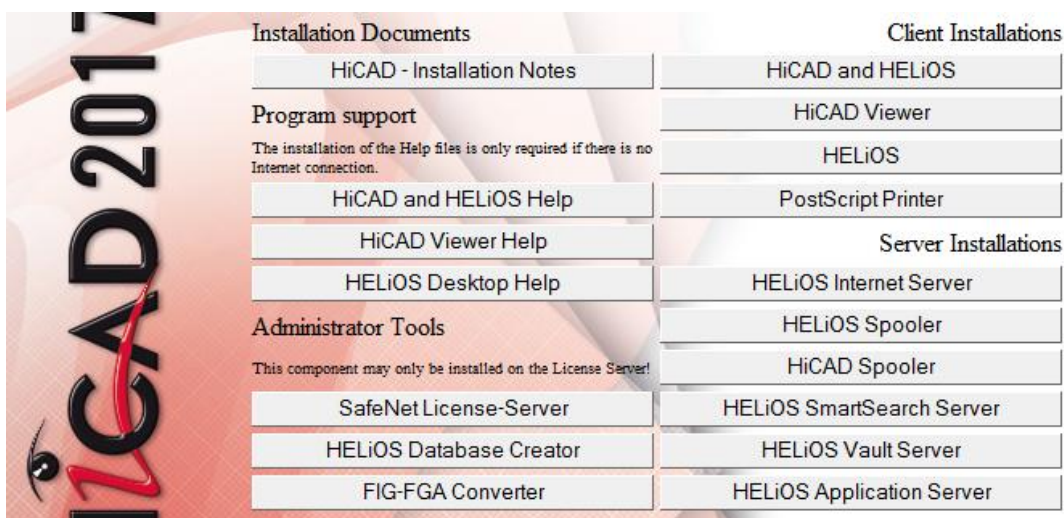 HiCAD 2017
Installation Documents
HiCAD - Installation Notes
Program support
The installation of the Help files is only required if there is no
Internet connection.
HiCAD and HELiOS Help
HiCAD Viewer Help
HELiOS Desktop Help
Administrator Tools
This component may only be installed on the License Server!
SafeNet License-Server
HELiOS Database Creator
FIG-FGA Converter
Client Installations
HiCAD and HELiOS
HiCAD Viewer
HELiOS
PostScript Printer
Server Installations
HELiOS Internet Server
HELiOS Spooler
HiCAD Spooler
HELiOS SmartSearch Server
HELiOS Vault Server
HELiOS Application Server